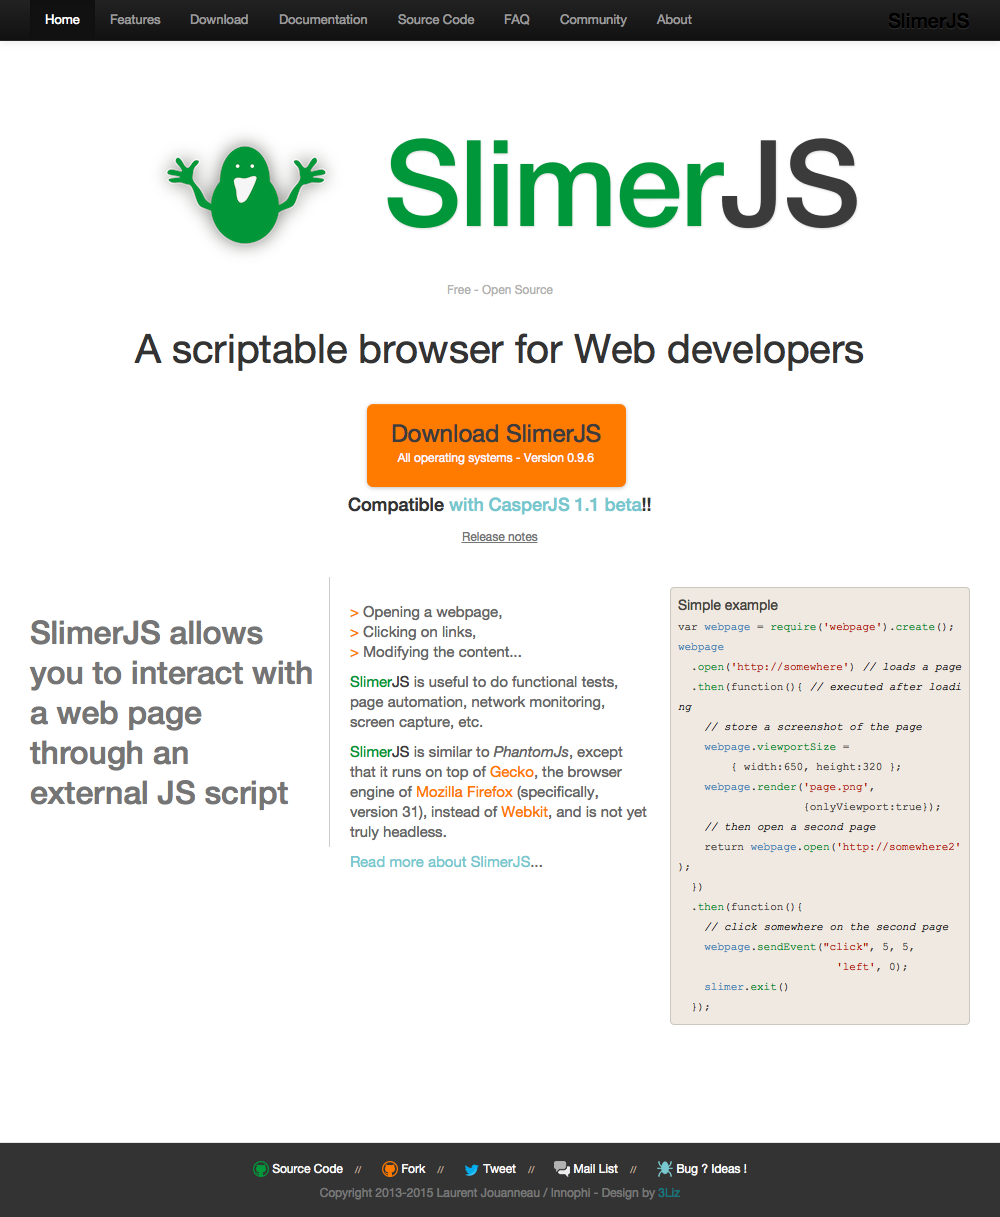 Home Features Download Documentation Source Code FAQ Community About SlimerJS
SlimerJS
Free - Open Source
A scriptable browser for Web developers
Download SlimerJS
All operating systems - Version 0.9.6
Compatible with CasperJS 1.1 beta!!
Release notes
SlimerJS allows
you to interact with
a web page
through an
external JS script
> Opening a webpage,
> Clicking on links,
> Modifying the content...
SlimerJS is useful to do functional tests,
page automation, network monitoring,
screen capture, etc.
SlimerJS is similar to PhantomJs, except
that it runs on top of Gecko, the browser
engine of Mozilla Firefox (specifically,
version 31), instead of Webkit, and is not yet
truly headless.
Read more about SlimerJS...
Simple example
var webpage = require('webpage').create();
webpage
  .open('http://somewhere') // loads a page
  .then(function(){ // executed after loadi
ng
    // store a screenshot of the page
    webpage.viewportSize =
        { width:650, height:320 };
    webpage.render('page.png',
                   {onlyViewport:true});
    // then open a second page
    return webpage.open('http://somewhere2'
);
  })
  .then(function(){
    // click somewhere on the second page
    webpage.sendEvent("click", 5, 5,
                        'left', 0);
    slimer.exit()
  });
Source Code // Fork // Tweet // Mail List // Bug ? Ideas !
Copyright 2013-2015 Laurent Jouanneau / Innophi - Design by 3Liz